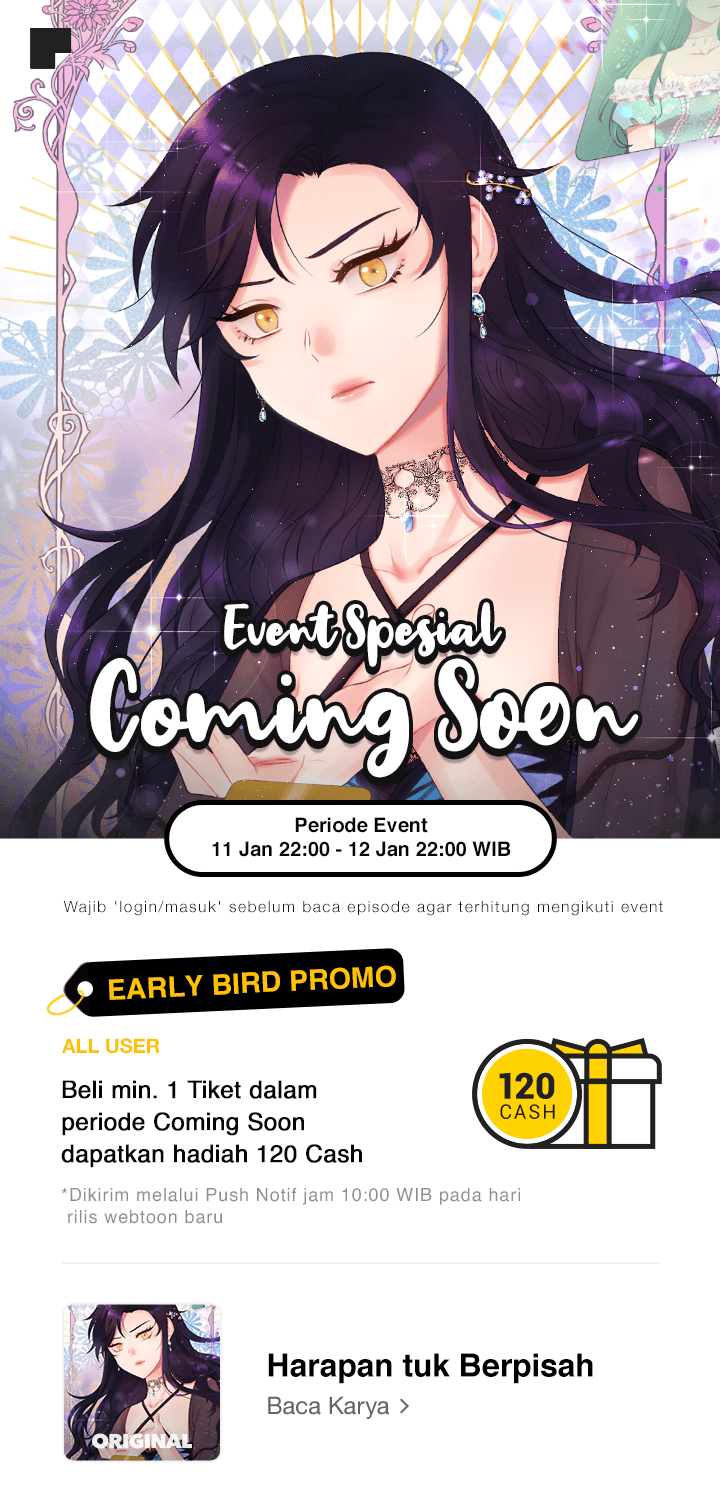 Event Spesial
Coming Soon
Periode Event
11 Jan 22:00 - 12 Jan 22:00 WIB
Wajib 'login/masuk' sebelum baca episode agar terhitung mengikuti event
EARLY BIRD PROMO
ALL USER
Beli min. 1 Tiket dalam
periode Coming Soon
dapatkan hadiah 120 Cash
120
CASH
*Dikirim melalui Push Notif jam 10:00 WIB pada hari
rilis webtoon baru
ORIGINAL
Harapan tuk Berpisah
Baca Karya >